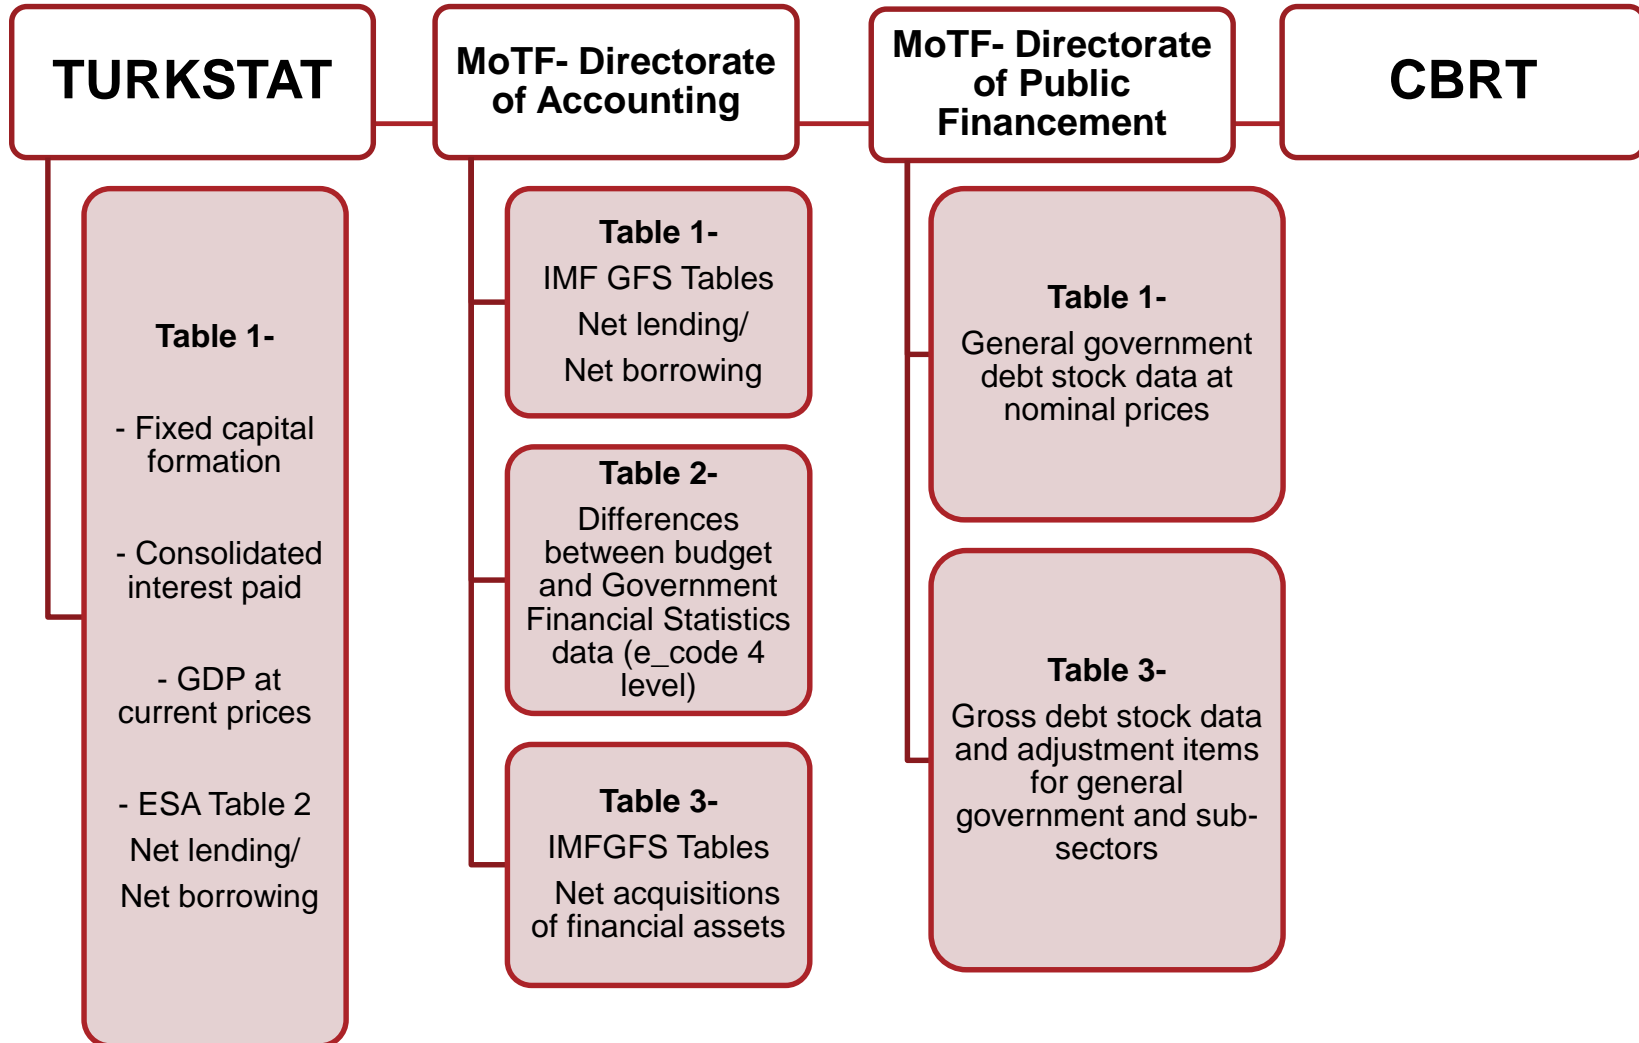 TURKSTAT
MoTF- Directorate
of Accounting
MoTF- Directorate
of Public
Financement
CBRT
Table 1-
- Fixed capital
formation
- Consolidated
interest paid
- GDP at
current prices
- ESA Table 2
Net lending/
Net borrowing
Table 1-
IMF GFS Tables
Net lending/
Net borrowing
Table 2-
Differences
between budget
and Government
Financial Statistics
data (e_code 4
level)
Table 3-
IMFGFS Tables
Net acquisitions
of financial assets
Table 1-
General government
debt stock data at
nominal prices
Table 3-
Gross debt stock data
and adjustment items
for general
government and sub-
sectors